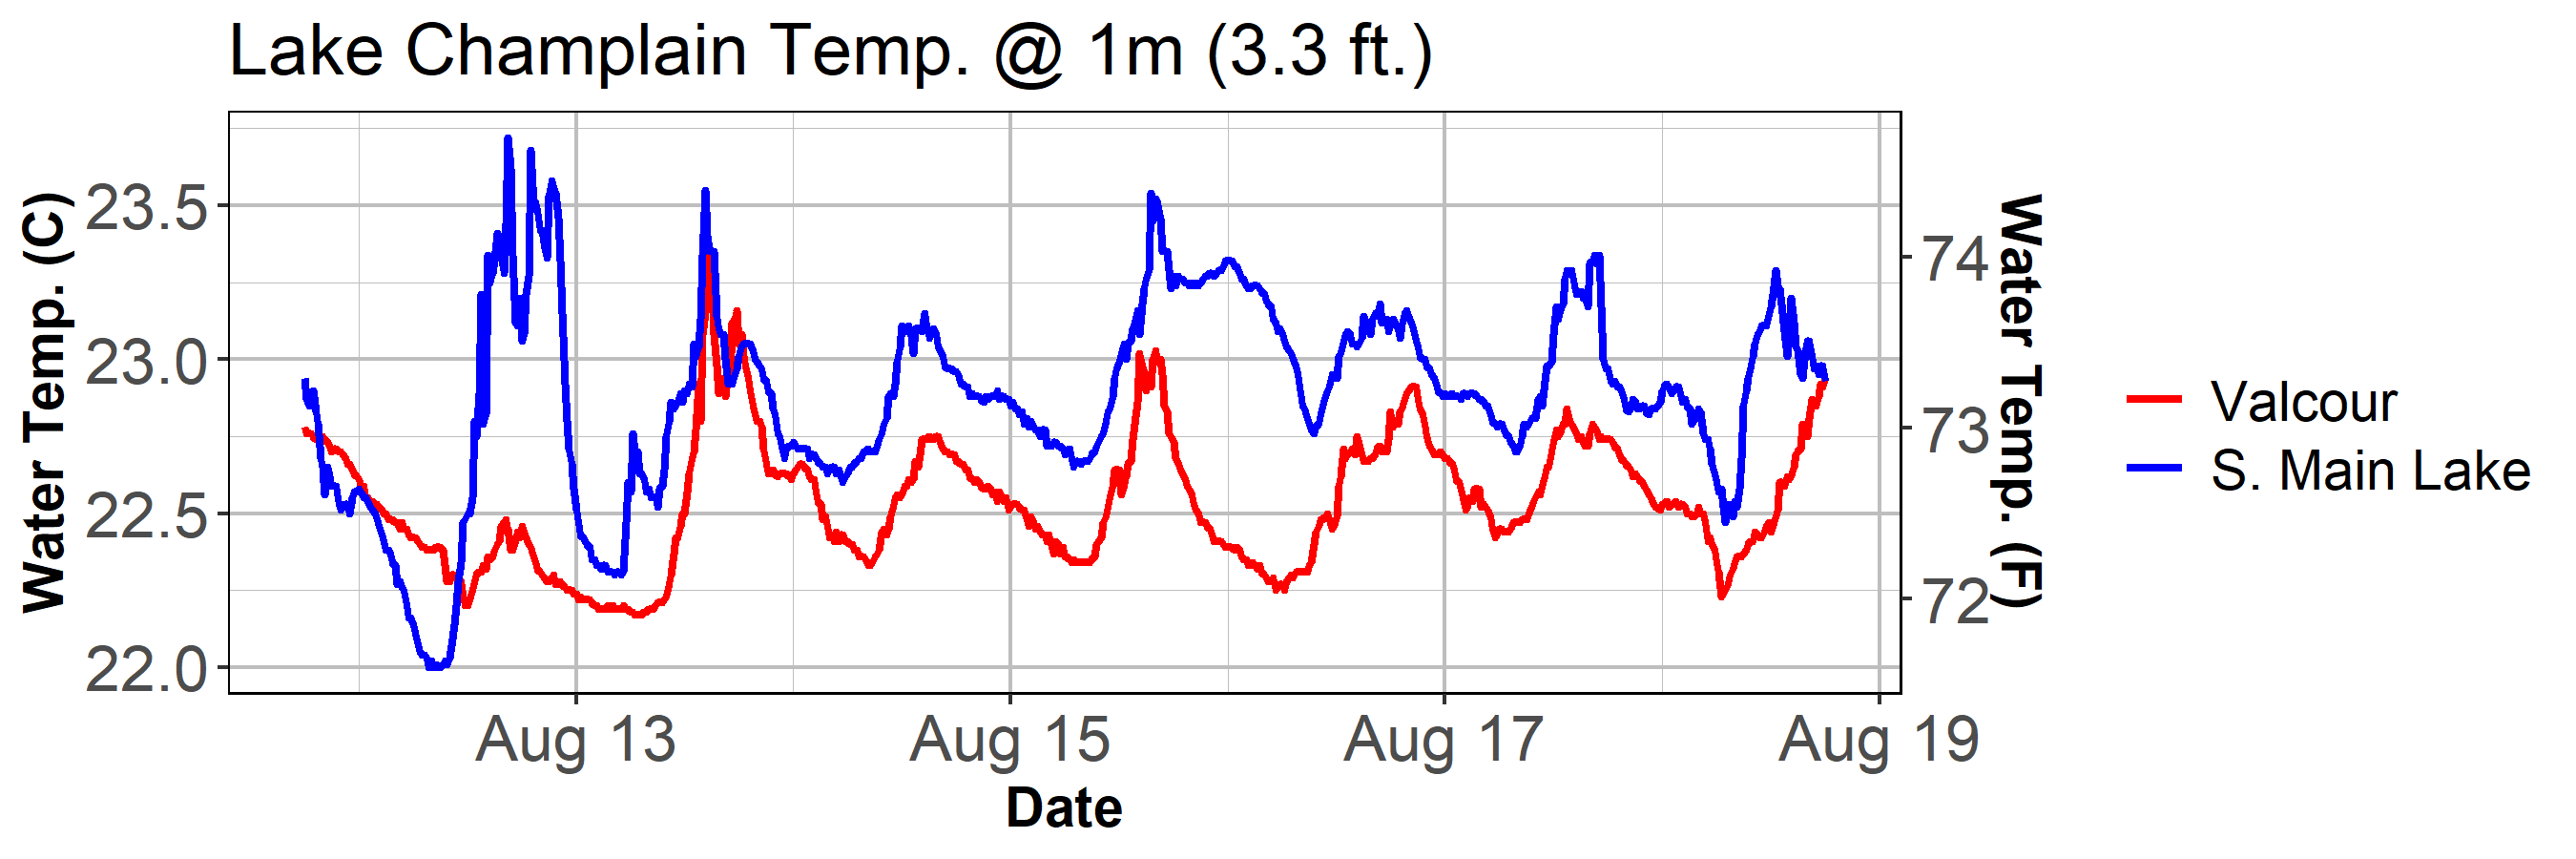 Lake Champlain Temp. @ 1m (3.3 ft.)
Water Temp. (C)
23.5
23.0
22.5
22.0
74
73
72
Water Temp. (F)
Valcour
S. Main Lake
Aug 13
Aug 15
Aug 17
Aug 19
Date